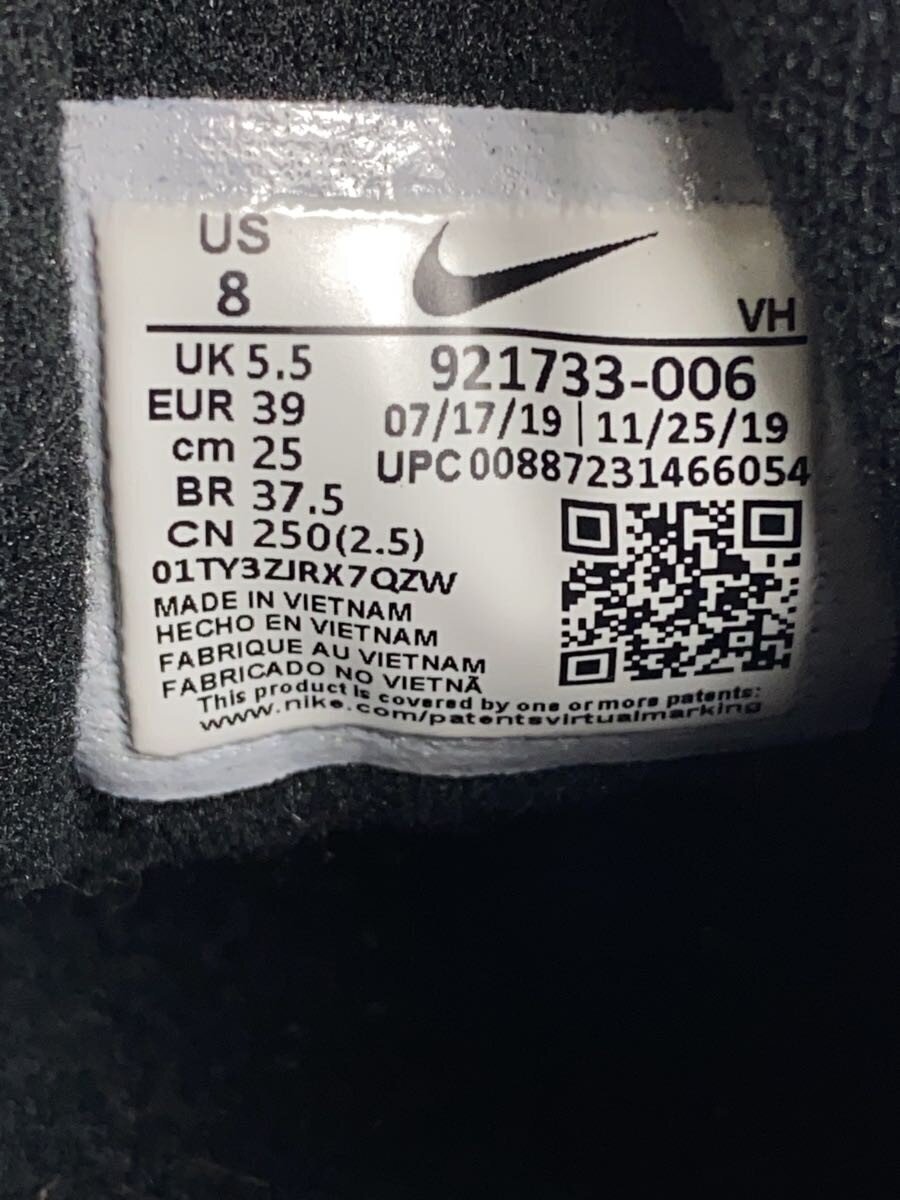 US
8
VH
UK 5.5
EUR 39
cm 25
BR 37.5
CN 250(2.5)
921733-006
07/17/19 | 11/25/19
UPC 00887231466054
01TY3ZJRX7QZW
MADE IN VIETNAM
HECHO EN VIETNAM
FABRIQUE AU VIETNAM
FABRICADO NO VIETNÃ
This product is covered by one or more patents:
www.nike.com/patentsvirtualmarking